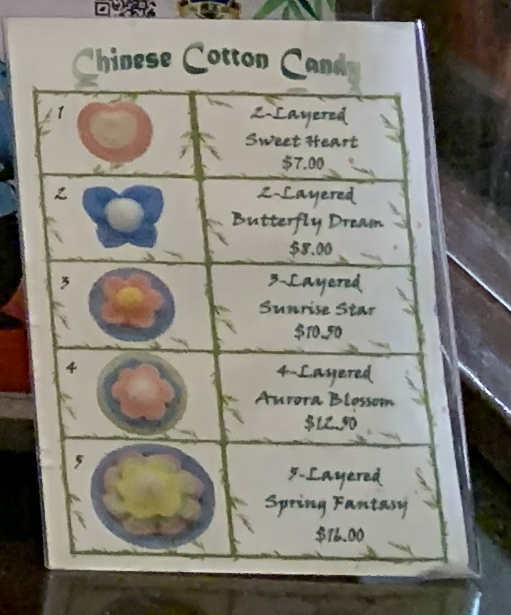 Chinese Cotton Candy
1
2-Layered
Sweet Heart
$7.00
2
2-Layered
Butterfly Dream
$8.00
3
3-Layered
Sunrise Star
$10.50
4
4-Layered
Aurora Blossom
$12.50
5
5-Layered
Spring Fantasy
$16.00